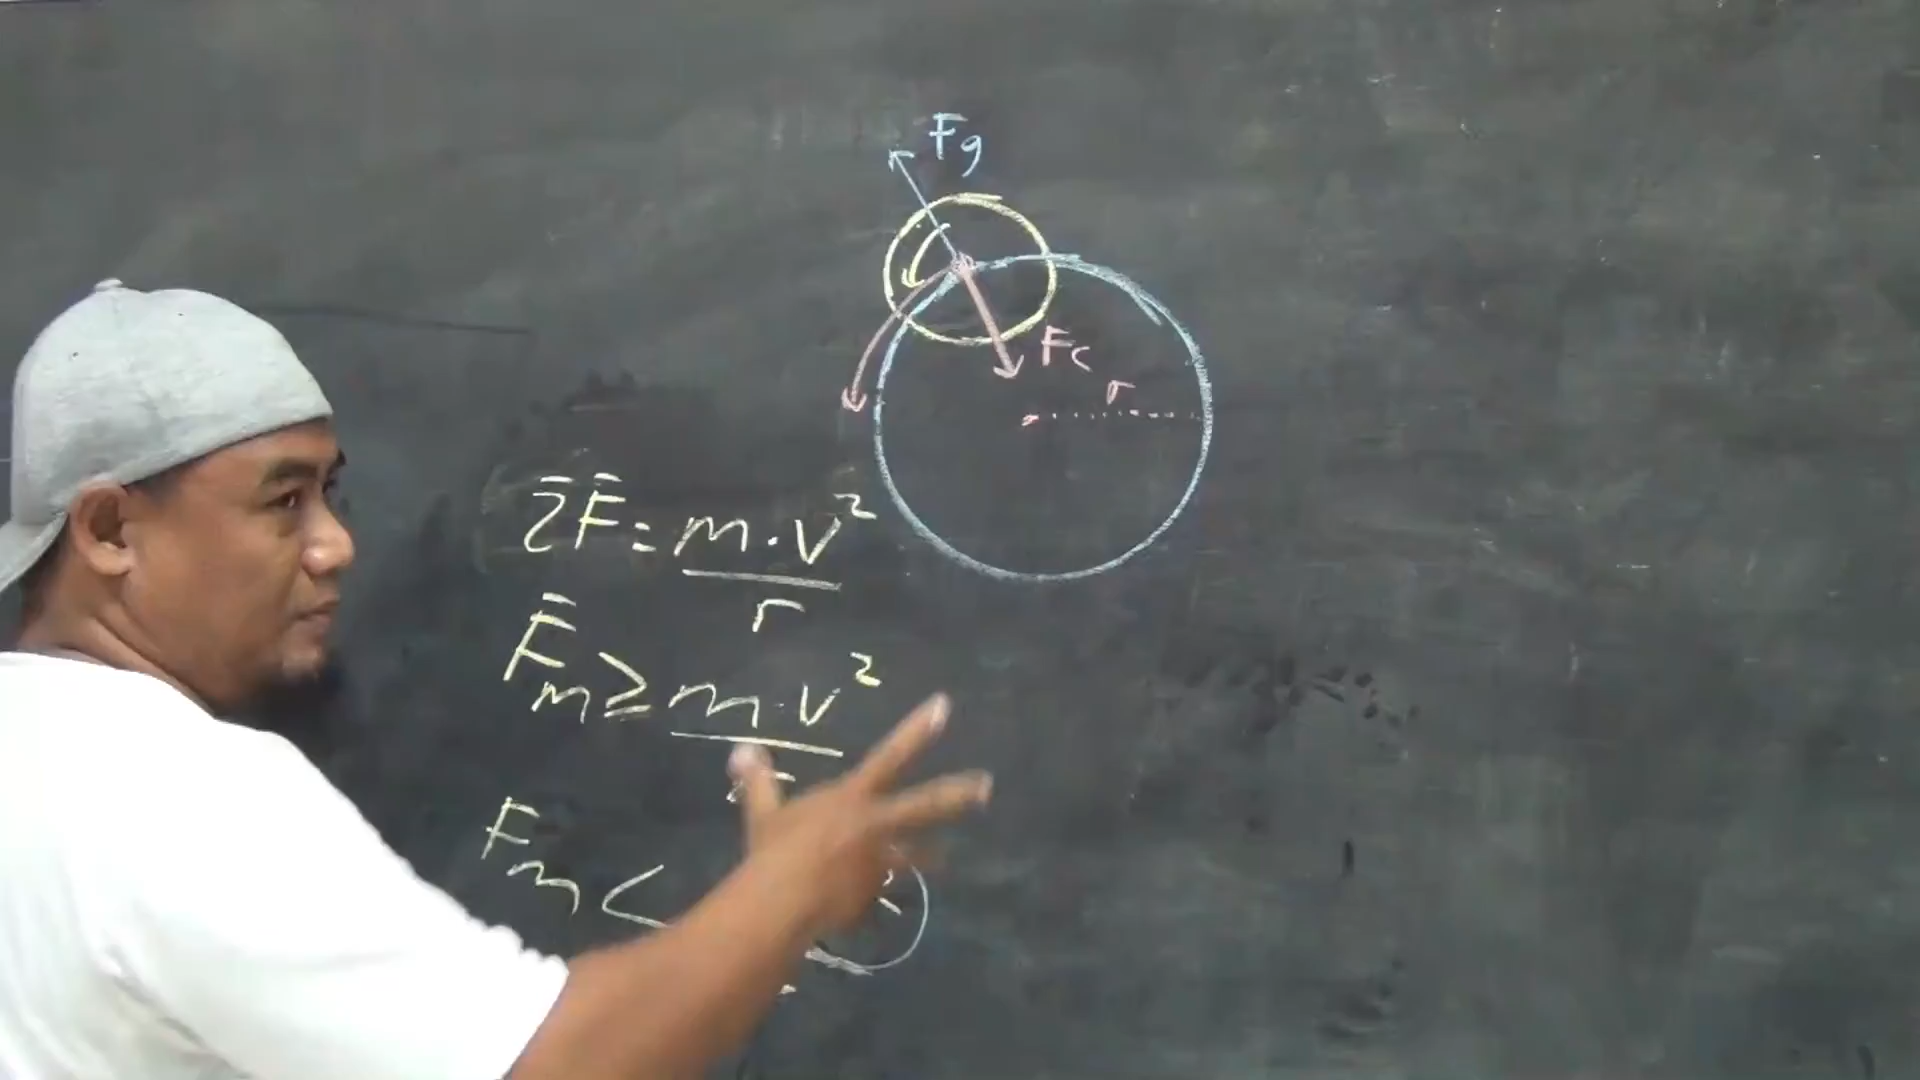 Fg
Fc
r
ΣF = m·v²
r
Fm ≥ m·v²
r
Fm <